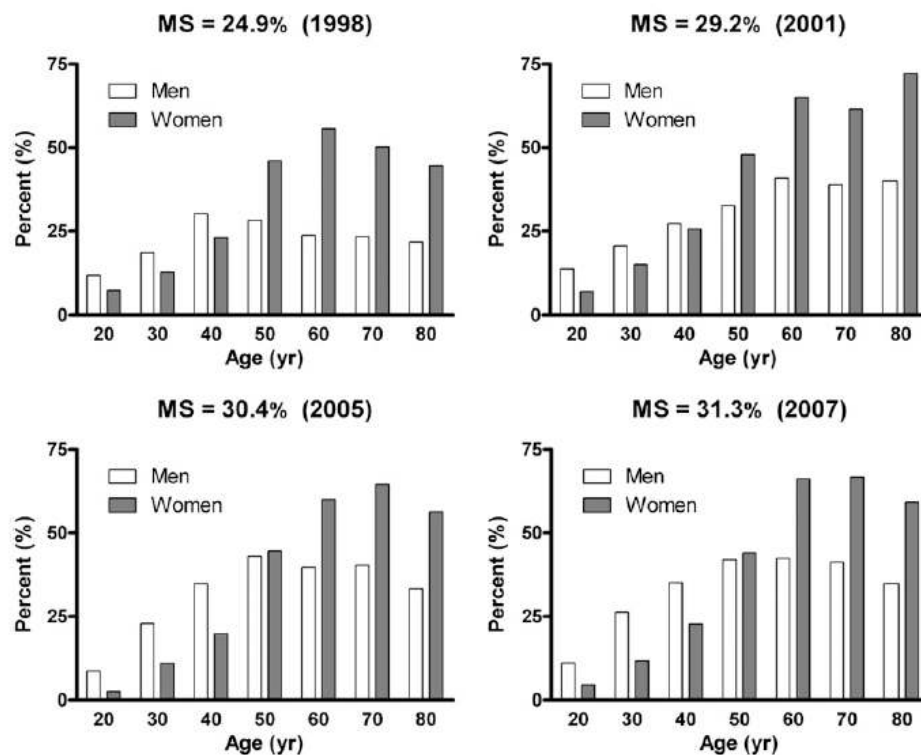 MS = 24.9% (1998)
75
50
25
0
Percent (%)
Men
Women
20 30 40 50 60 70 80
Age (yr)
MS = 29.2% (2001)
75
50
25
0
Percent (%)
Men
Women
20 30 40 50 60 70 80
Age (yr)
MS = 30.4% (2005)
75
50
25
0
Percent (%)
Men
Women
20 30 40 50 60 70 80
Age (yr)
MS = 31.3% (2007)
75
50
25
0
Percent (%)
Men
Women
20 30 40 50 60 70 80
Age (yr)